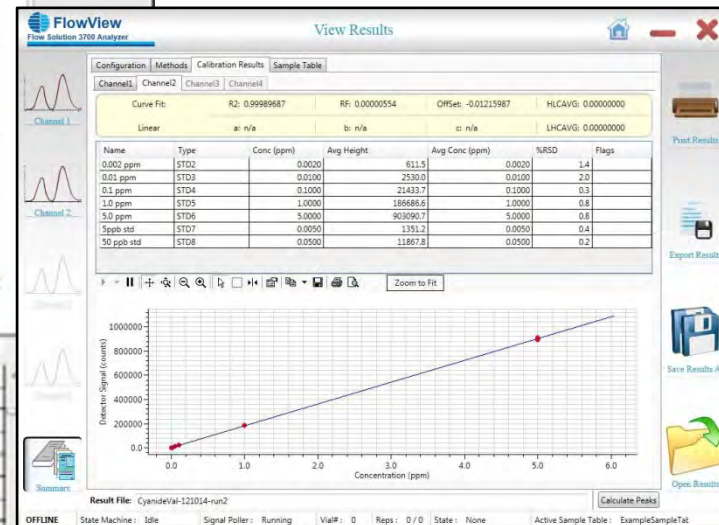 FlowView
Flow Solution 3700 Analyzer
View Results
Configuration Methods Calibration Results Sample Table
Channel1 Channel2 Channel3 Channel4
Curve Fit: R2: 0.99989687 RF: 0.00000554 OffSet: -0.01215987 HLCAVG: 0.00000000
Linear a: n/a b: n/a c: n/a LHCAVG: 0.00000000
Name Type Conc (ppm) Avg Height Avg Conc (ppm) %RSD Flags
0.002 ppm STD2 0.0020 611.5 0.0020 1.4
0.01 ppm STD3 0.0100 2530.0 0.0100 2.0
0.1 ppm STD4 0.1000 21433.7 0.1000 0.3
1.0 ppm STD5 1.0000 186686.6 1.0000 0.8
5.0 ppm STD6 5.0000 903090.7 5.0000 0.8
5ppb std STD7 0.0050 1351.2 0.0050 0.4
50 ppb std STD8 0.0500 11867.8 0.0500 0.2
Zoom to Fit
Channel 1
Channel 2
Summary
Print Results
Export Result
Save Results A
Open Results
Detector Signal (counts)
1000000
800000
600000
400000
200000
0.0
0.0 1.0 2.0 3.0 4.0 5.0 6.0
Concentration (ppm)
Result File: CyanideVal-121014-run2
Calculate Peaks
OFFLINE State Machine: Idle Signal Poller: Running Vial#: 0 Reps: 0 / 0 State: None Active Sample Table: ExampleSampleTab